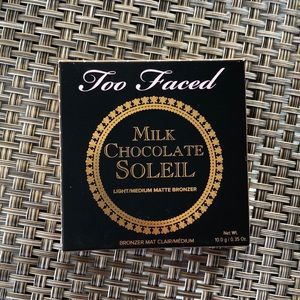 Too Faced
MILK
CHOCOLATE
SOLEIL
LIGHT/MEDIUM MATTE BRONZER
Net Wt.
10.0 g / 0.35 Oz.
BRONZER MAT CLAIR/MÉDIUM